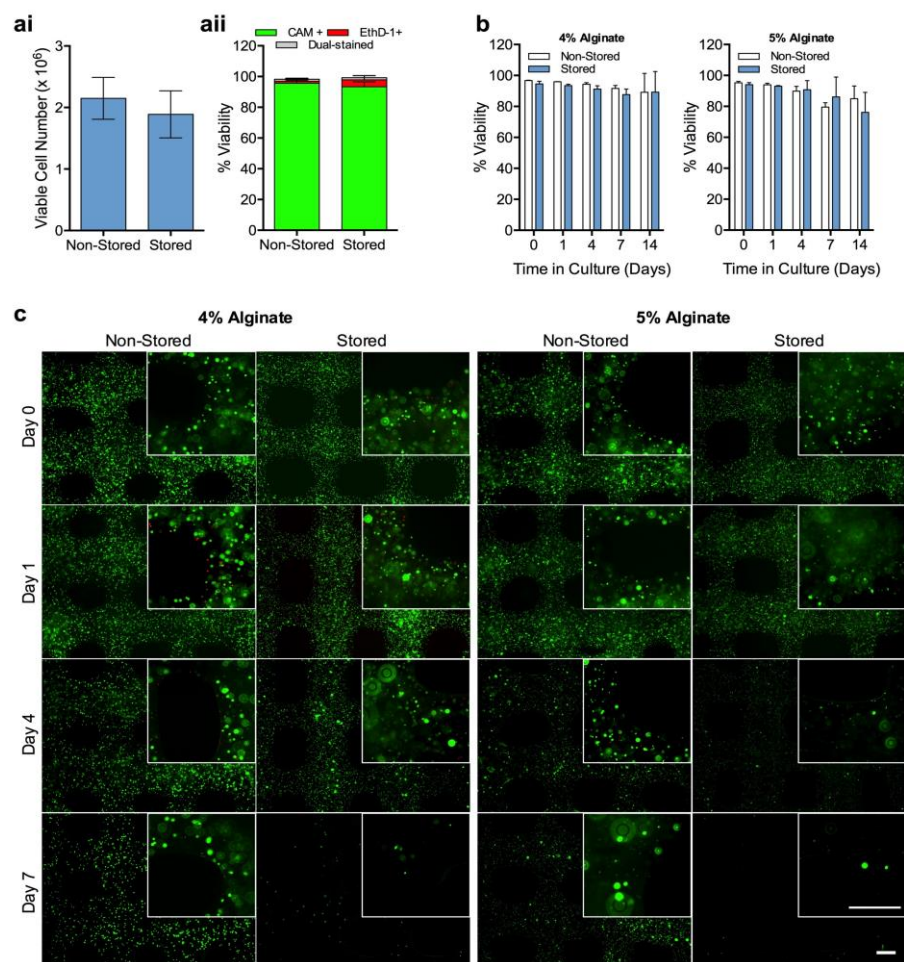 ai
Viable Cell Number (x 10⁶)
3
2
1
0
Non-Stored Stored
aii
CAM + EthD-1+
Dual-stained
% Viability
120
100
80
60
40
20
0
Non-Stored Stored
b
4% Alginate
Non-Stored
Stored
% Viability
120
100
80
60
40
20
0
0 1 4 7 14
Time in Culture (Days)
5% Alginate
Non-Stored
Stored
% Viability
120
100
80
60
40
20
0
0 1 4 7 14
Time in Culture (Days)
c
4% Alginate 5% Alginate
Non-Stored Stored Non-Stored Stored
Day 0
Day 1
Day 4
Day 7